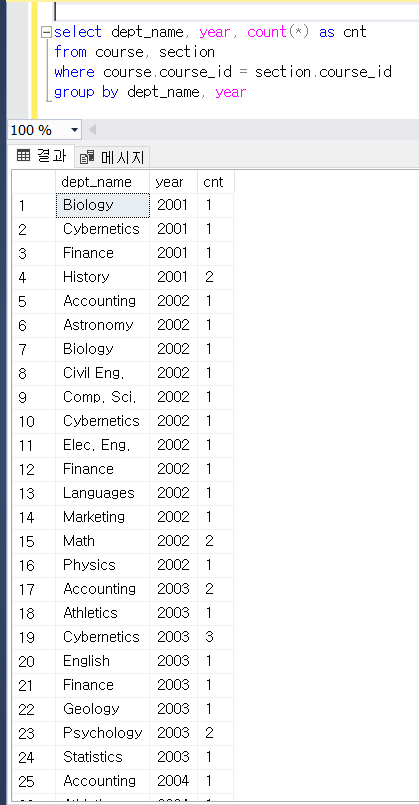 select dept_name, year, count(*) as cnt
from course, section
where course.course_id = section.course_id
group by dept_name, year
100 %
결과 메시지
dept_name year cnt
1 Biology 2001 1
2 Cybernetics 2001 1
3 Finance 2001 1
4 History 2001 2
5 Accounting 2002 1
6 Astronomy 2002 1
7 Biology 2002 1
8 Civil Eng. 2002 1
9 Comp. Sci. 2002 1
10 Cybernetics 2002 1
11 Elec. Eng. 2002 1
12 Finance 2002 1
13 Languages 2002 1
14 Marketing 2002 1
15 Math 2002 2
16 Physics 2002 1
17 Accounting 2003 2
18 Athletics 2003 1
19 Cybernetics 2003 3
20 English 2003 1
21 Finance 2003 1
22 Geology 2003 1
23 Psychology 2003 2
24 Statistics 2003 1
25 Accounting 2004 1